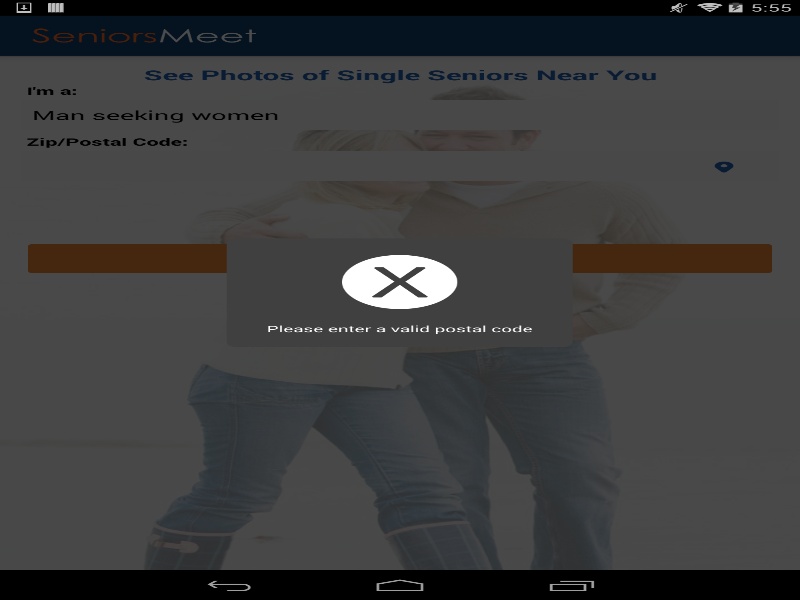 5:55
SeniorsMeet
See Photos of Single Seniors Near You
I'm a:
Man seeking women
Zip/Postal Code:
Please enter a valid postal code